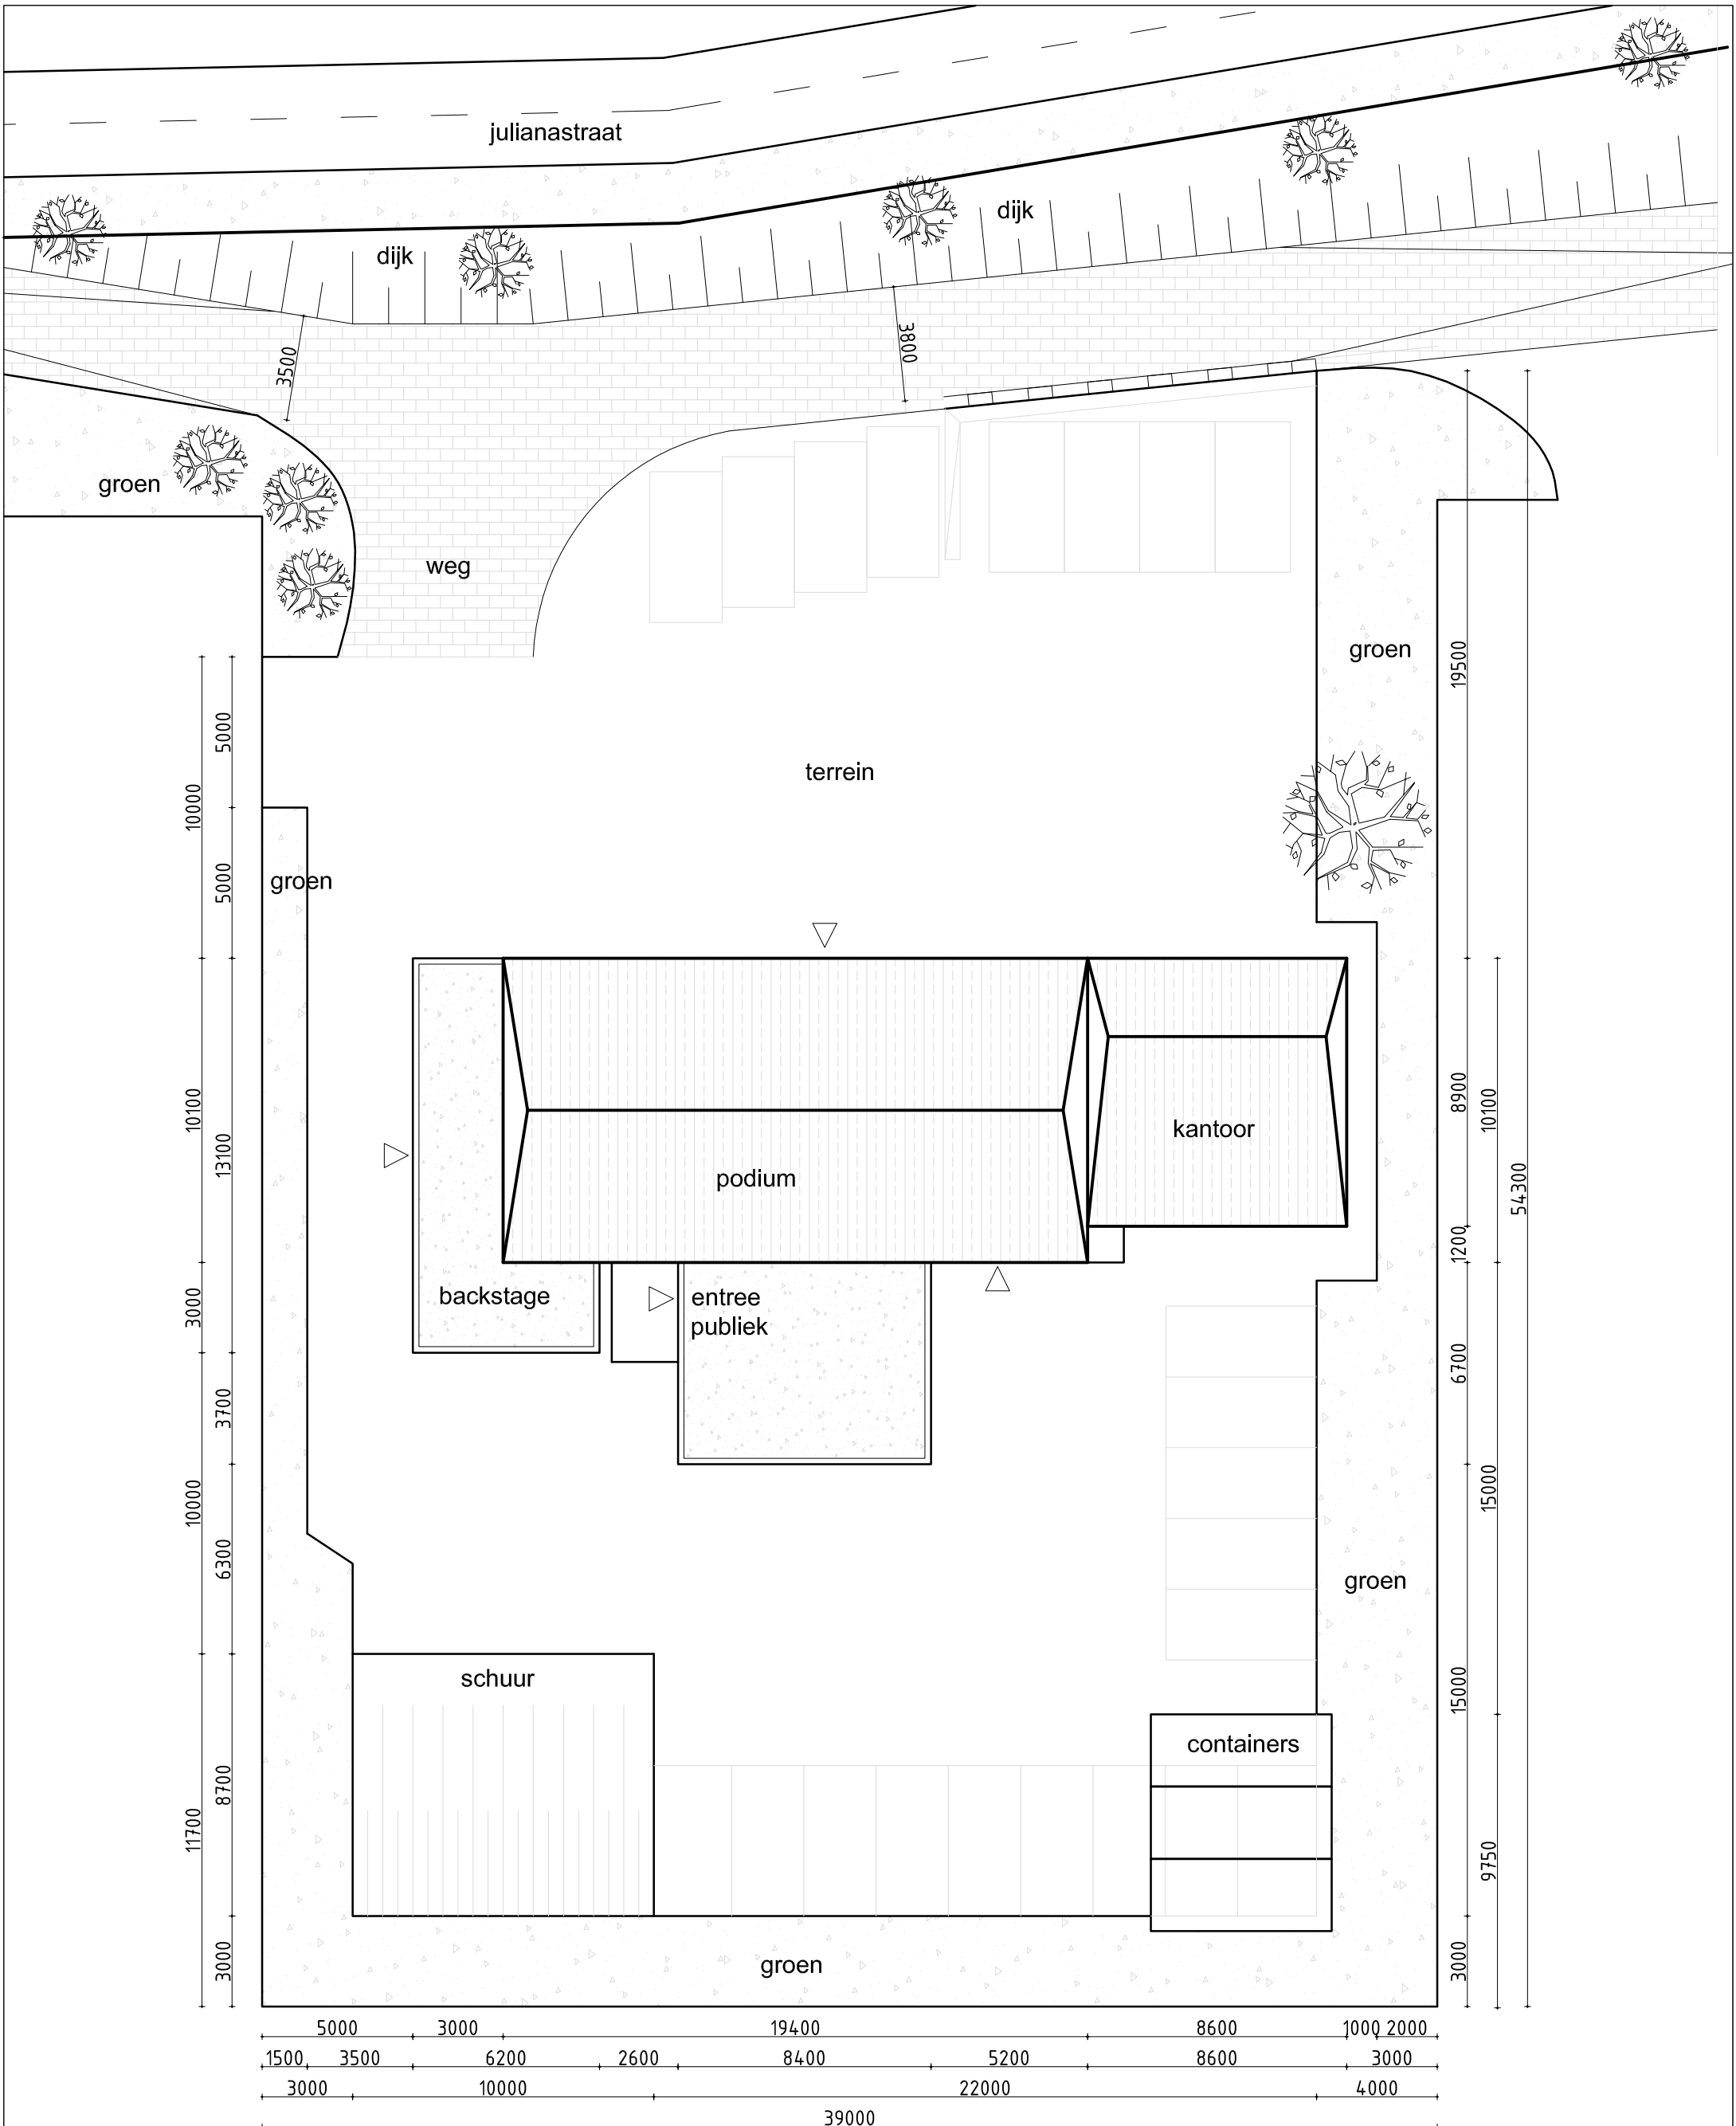 julianastraat
dijk
dijk
3500
3800
groen
weg
groen
19500
5000
terrein
10000
groen
5000
10100
13100
podium
kantoor
8900
10100
54300
1200
backstage
entree
publiek
3000
3700
6700
10000
6300
15000
groen
schuur
15000
containers
8700
11700
9750
groen
3000
3000
5000 3000 19400 8600 1000 2000
1500 3500 6200 2600 8400 5200 8600 3000
3000 10000 22000 4000
39000